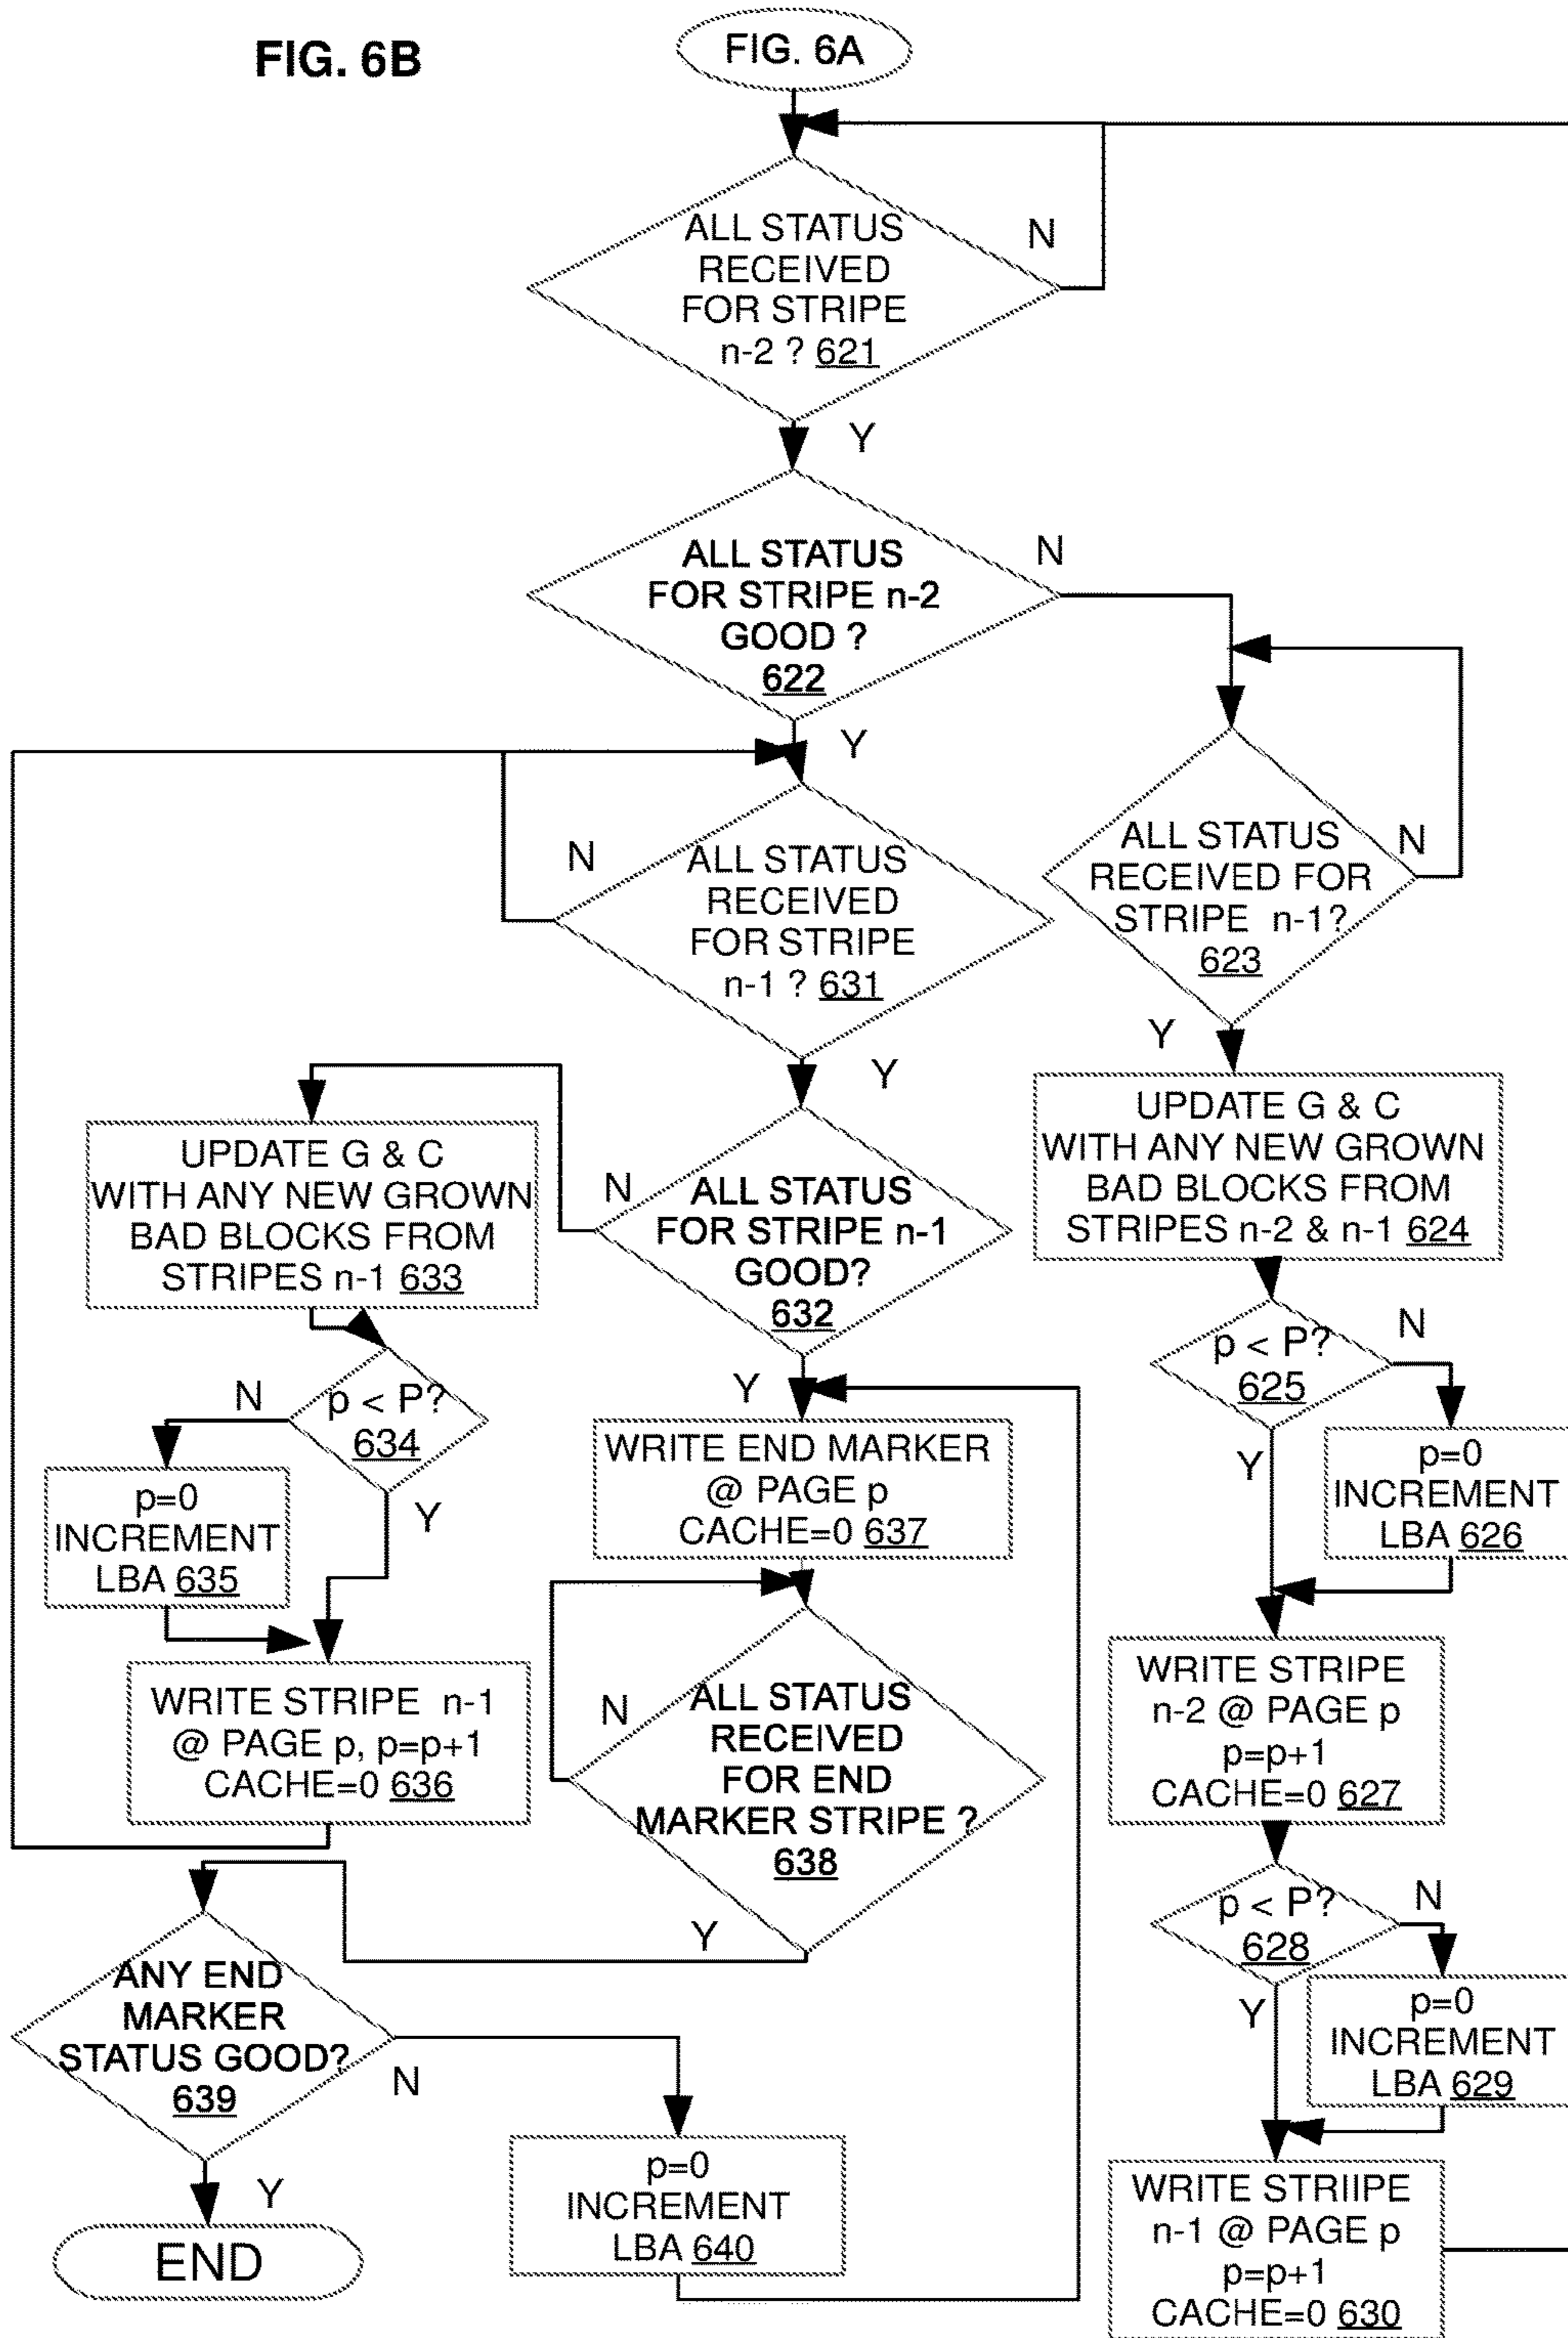 FIG. 6B
FIG. 6A
ALL STATUS
RECEIVED
FOR STRIPE
n-2 ? 621
N
Y
ALL STATUS
FOR STRIPE n-2
GOOD ?
622
N
Y
ALL STATUS
RECEIVED FOR
STRIPE n-1?
623
N
Y
ALL STATUS
RECEIVED
FOR STRIPE
n-1 ? 631
N
Y
UPDATE G & C
WITH ANY NEW GROWN
BAD BLOCKS FROM
STRIPES n-2 & n-1 624
UPDATE G & C
WITH ANY NEW GROWN
BAD BLOCKS FROM
STRIPES n-1 633
N
ALL STATUS
FOR STRIPE n-1
GOOD?
632
Y
p < P?
625
N
Y
p=0
INCREMENT
LBA 626
p < P?
634
N
Y
p=0
INCREMENT
LBA 635
WRITE END MARKER
@ PAGE p
CACHE=0 637
WRITE STRIPE n-1
@ PAGE p, p=p+1
CACHE=0 636
N
ALL STATUS
RECEIVED
FOR END
MARKER STRIPE ?
638
Y
WRITE STRIPE
n-2 @ PAGE p
p=p+1
CACHE=0 627
p < P?
628
N
Y
p=0
INCREMENT
LBA 629
ANY END
MARKER
STATUS GOOD?
639
N
Y
p=0
INCREMENT
LBA 640
WRITE STRIIPE
n-1 @ PAGE p
p=p+1
CACHE=0 630
END